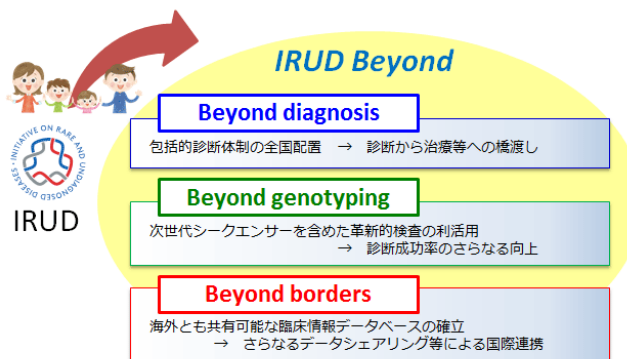 IRUD Beyond
INITIATIVE ON RARE AND UNDIAGNOSED DISEASES
IRUD
Beyond diagnosis
包括的診断体制の全国配置 → 診断から治療等への橋渡し
Beyond genotyping
次世代シークエンサーを含めた革新的検査の利活用
→ 診断成功率のさらなる向上
Beyond borders
海外とも共有可能な臨床情報データベースの確立
→ さらなるデータシェアリング等による国際連携